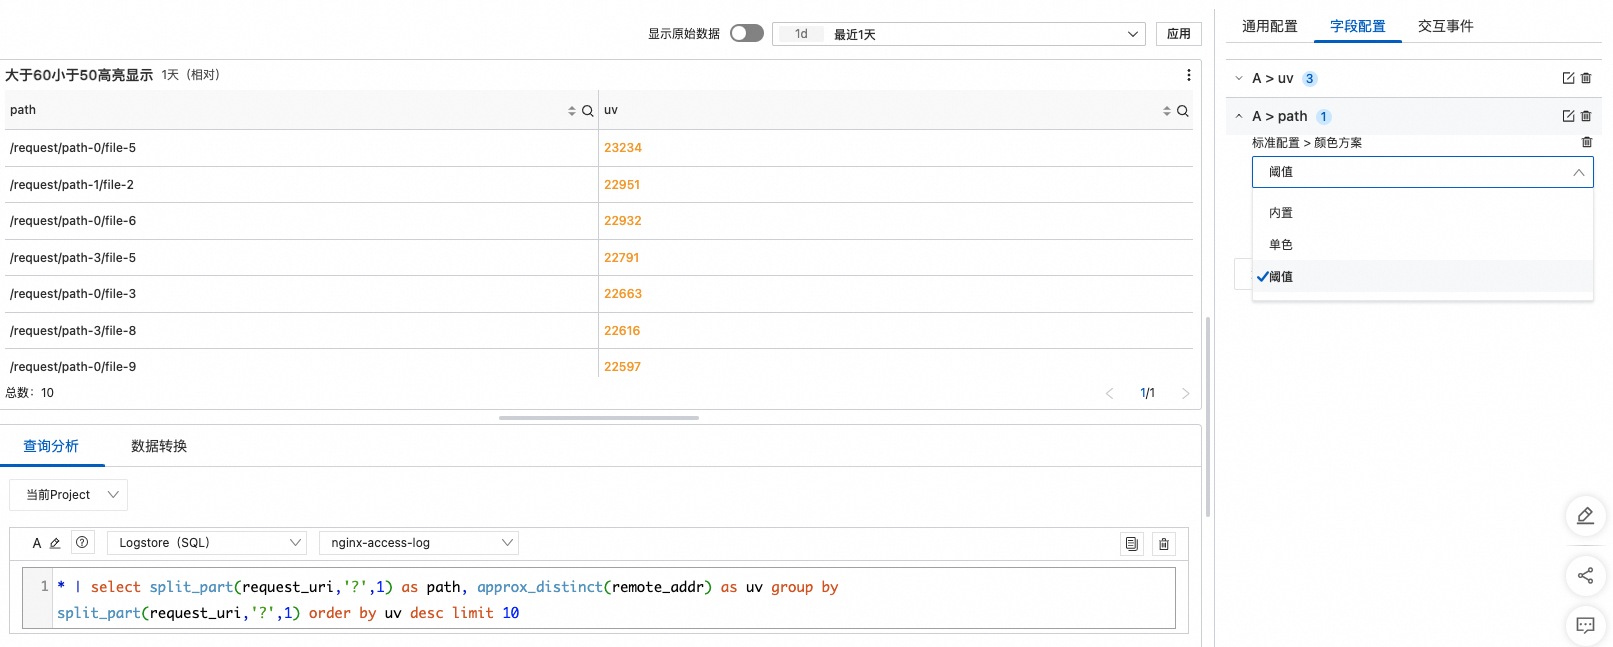 显示原始数据
1d 最近1天
应用
通用配置 字段配置 交互事件
大于60小于50高亮显示 1天（相对）
path uv
/request/path-0/file-5 23234
/request/path-1/file-2 22951
/request/path-0/file-6 22932
/request/path-3/file-5 22791
/request/path-0/file-3 22663
/request/path-3/file-8 22616
/request/path-0/file-9 22597
总数：10
1/1
A > uv 3
A > path 1
标准配置 > 颜色方案
阈值
内置
单色
阈值
查询分析 数据转换
当前Project
A Logstore（SQL） nginx-access-log
1 * | select split_part(request_uri,'?',1) as path, approx_distinct(remote_addr) as uv group by
split_part(request_uri,'?',1) order by uv desc limit 10